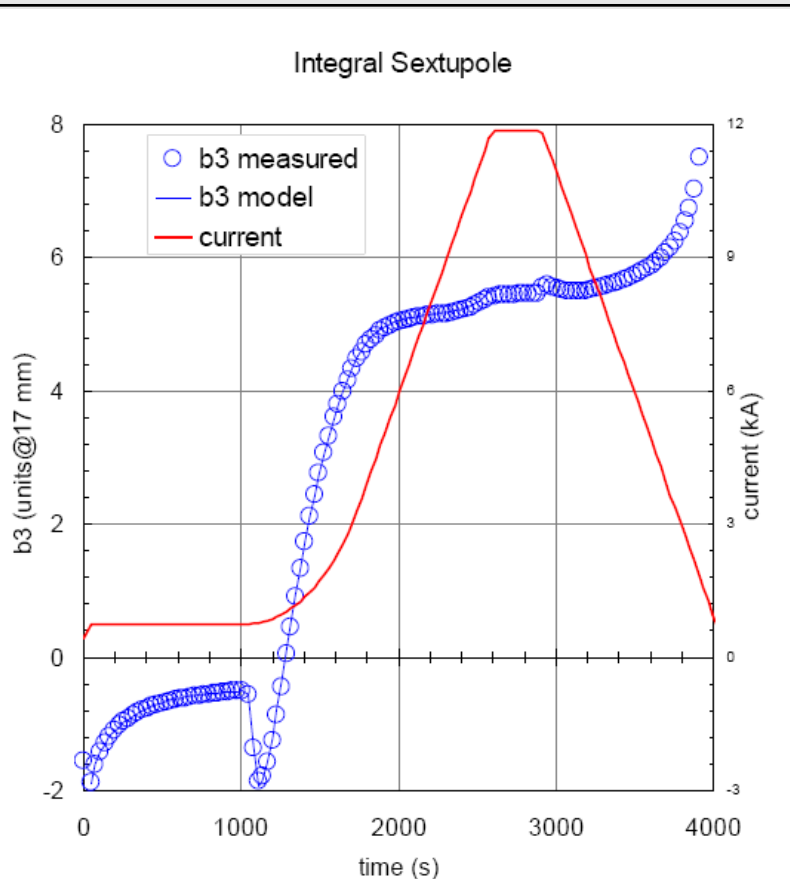 Integral Sextupole
b3 measured
b3 model
current
8
6
4
2
0
-2
b3 (units@17 mm)
12
9
6
3
0
-3
current (kA)
0 1000 2000 3000 4000
time (s)